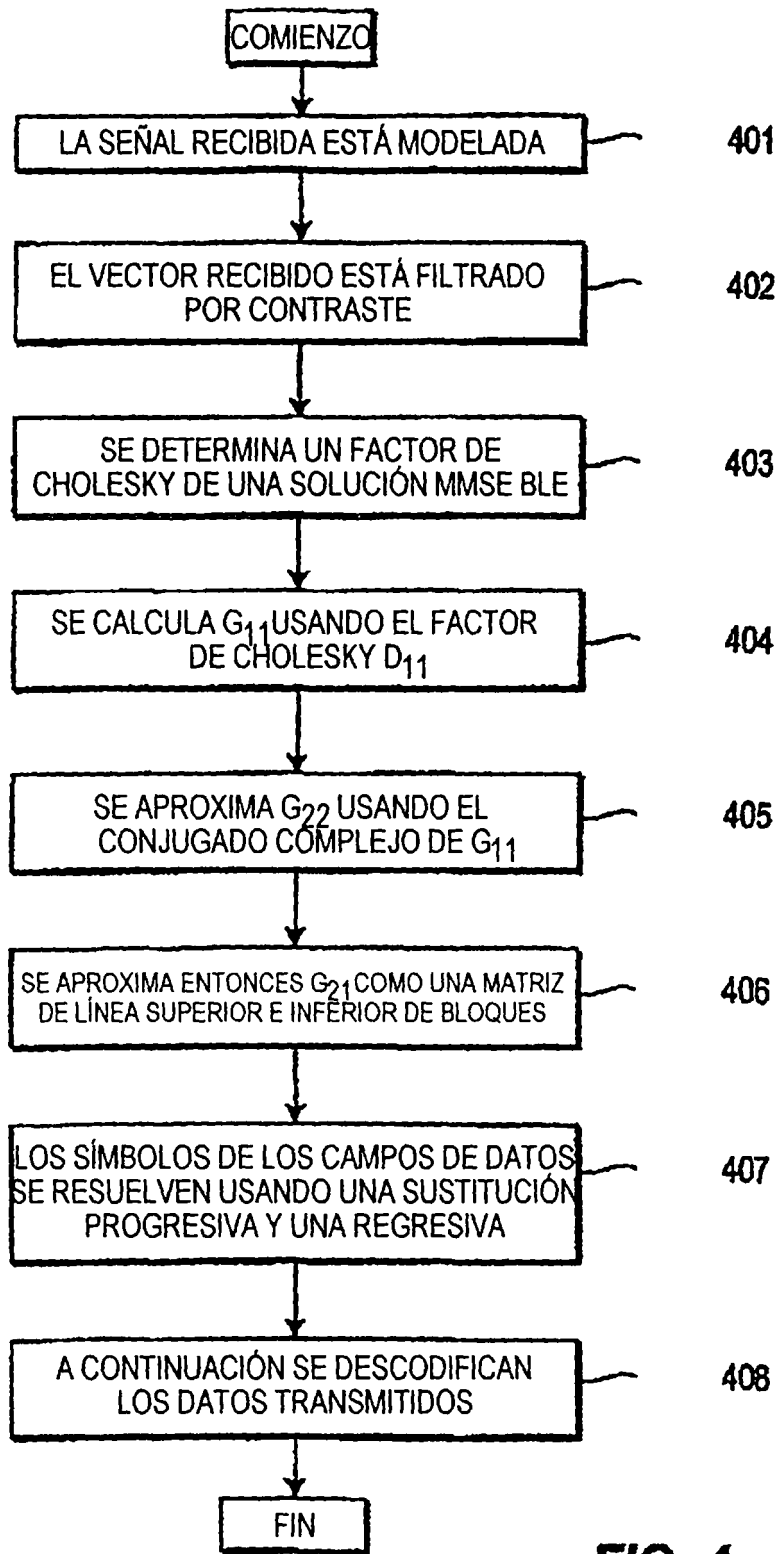 COMIENZO
LA SEÑAL RECIBIDA ESTÁ MODELADA
401
EL VECTOR RECIBIDO ESTÁ FILTRADO
POR CONTRASTE
402
SE DETERMINA UN FACTOR DE
CHOLESKY DE UNA SOLUCIÓN MMSE BLE
403
SE CALCULA G11 USANDO EL FACTOR
DE CHOLESKY D11
404
SE APROXIMA G22 USANDO EL
CONJUGADO COMPLEJO DE G11
405
SE APROXIMA ENTONCES G21 COMO UNA MATRIZ
DE LÍNEA SUPERIOR E INFERIOR DE BLOQUES
406
LOS SÍMBOLOS DE LOS CAMPOS DE DATOS
SE RESUELVEN USANDO UNA SUSTITUCIÓN
PROGRESIVA Y UNA REGRESIVA
407
A CONTINUACIÓN SE DESCODIFICAN
LOS DATOS TRANSMITIDOS
408
FIN